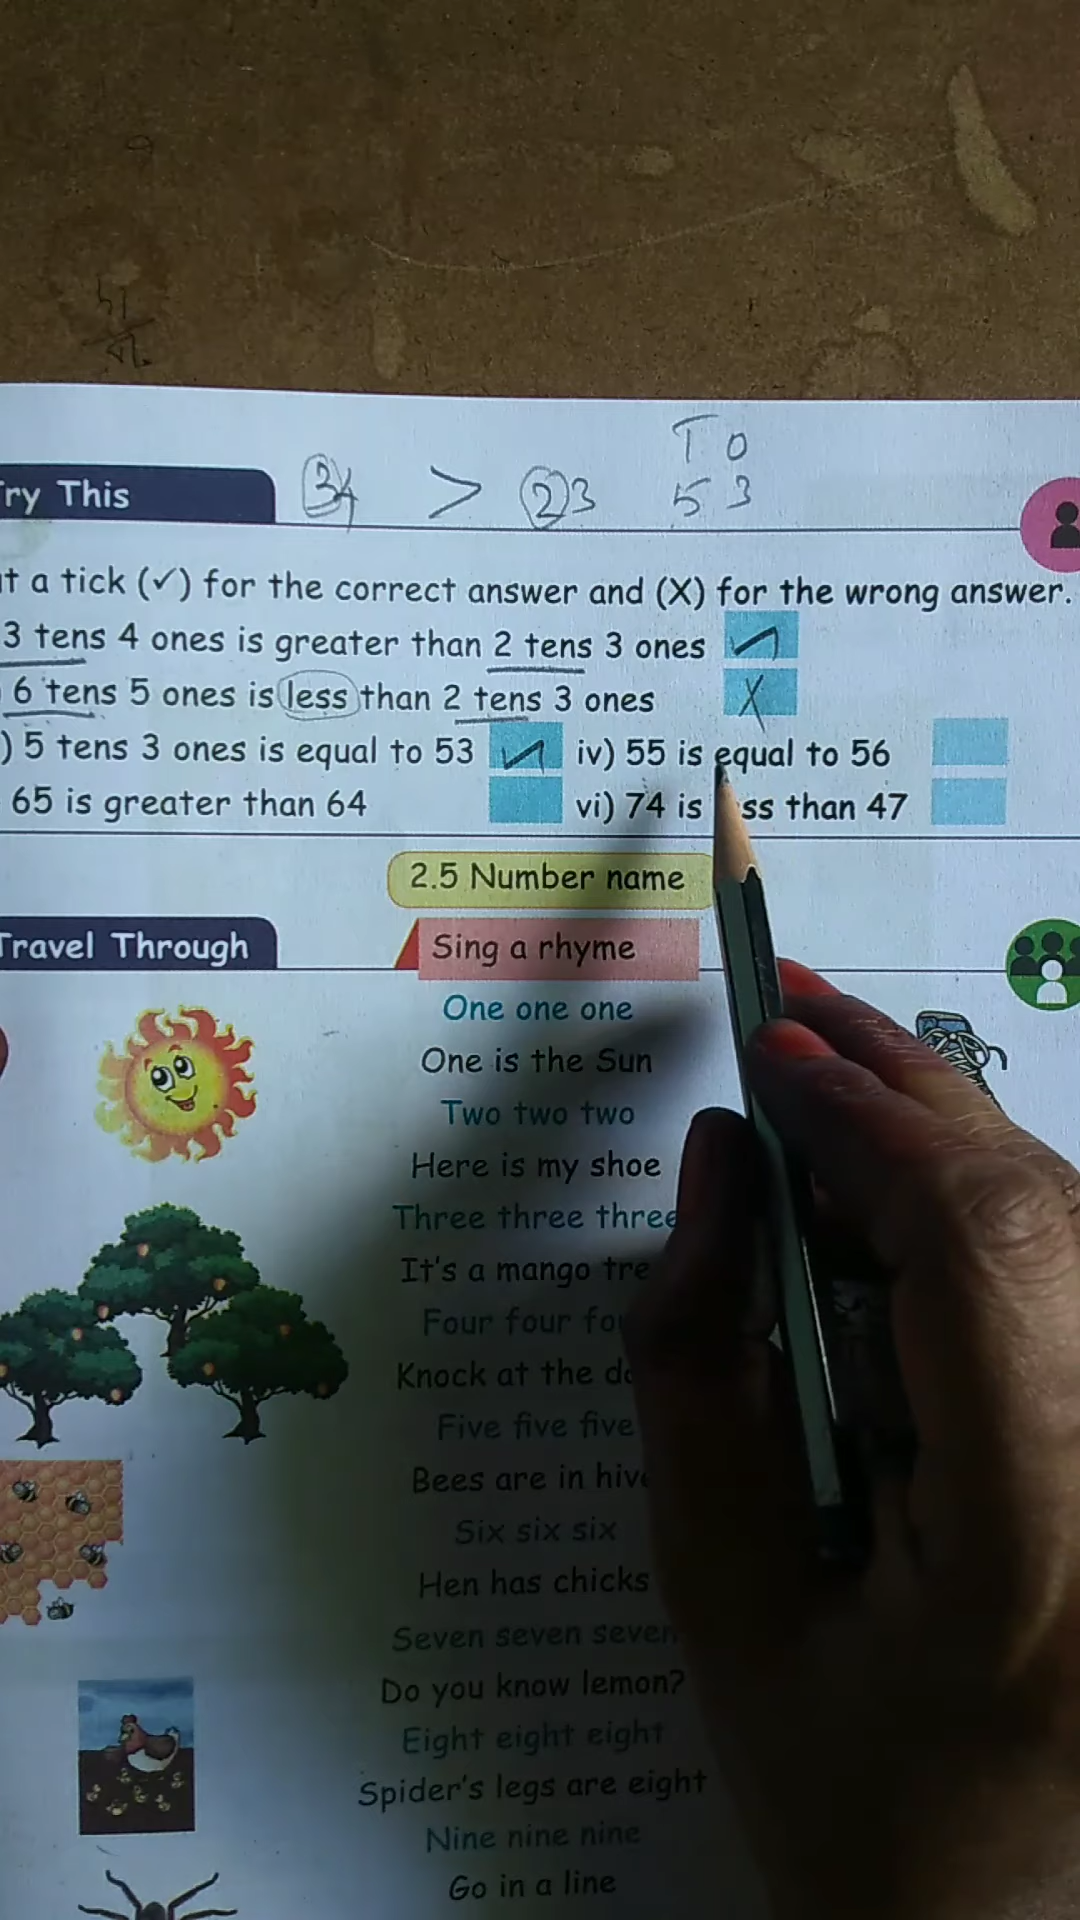 T O
34 > 23 53
ry This
t a tick (✓) for the correct answer and (X) for the wrong answer.
3 tens 4 ones is greater than 2 tens 3 ones ✓
6 tens 5 ones is less than 2 tens 3 ones X
) 5 tens 3 ones is equal to 53 ✓ iv) 55 is equal to 56
65 is greater than 64 vi) 74 is ss than 47
2.5 Number name
Travel Through
Sing a rhyme
One one one
One is the Sun
Two two two
Here is my shoe
Three three three
It's a mango tre
Four four fo
Knock at the do
Five five five
Bees are in hive
Six six six
Hen has chicks
Seven seven seven
Do you know lemon?
Eight eight eight
Spider's legs are eight
Nine nine nine
Go in a line